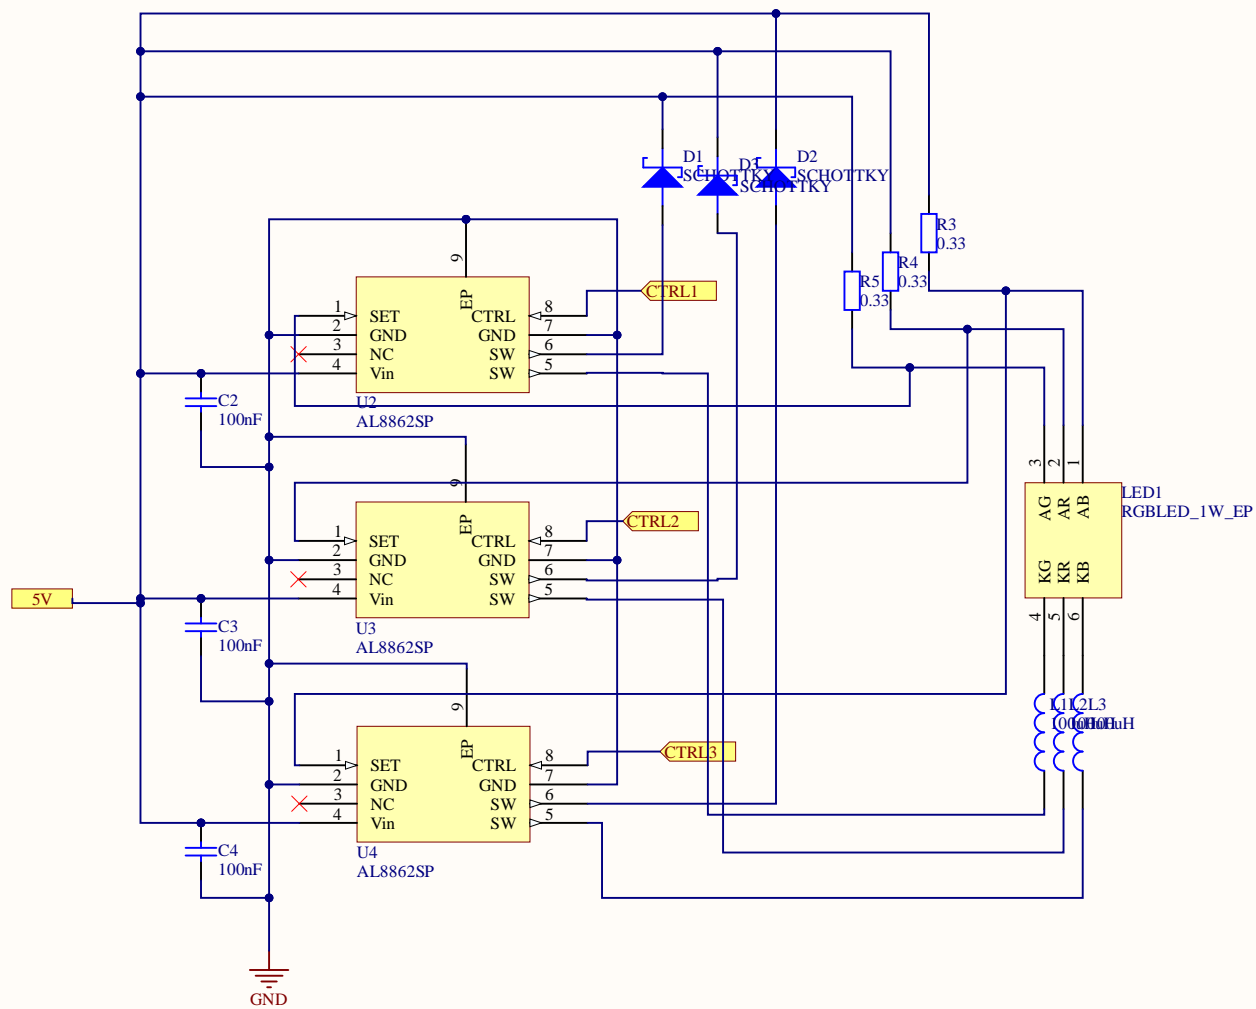 D1
SCHOTTKY
D3
SCHOTTKY
D2
SCHOTTKY
R3
0.33
R4
0.33
R5
0.33
9
EP
1 SET CTRL 8
2 GND GND 7
3 NC SW 6
4 Vin SW 5
U2
AL8862SP
CTRL1
C2
100nF
9
EP
1 SET CTRL 8
2 GND GND 7
3 NC SW 6
4 Vin SW 5
U3
AL8862SP
CTRL2
5V
C3
100nF
9
EP
1 SET CTRL 8
2 GND GND 7
3 NC SW 6
4 Vin SW 5
U4
AL8862SP
CTRL3
C4
100nF
GND
3 2 1
AG AR AB
KG KR KB
4 5 6
LED1
RGBLED_1W_EP
L1 L2 L3